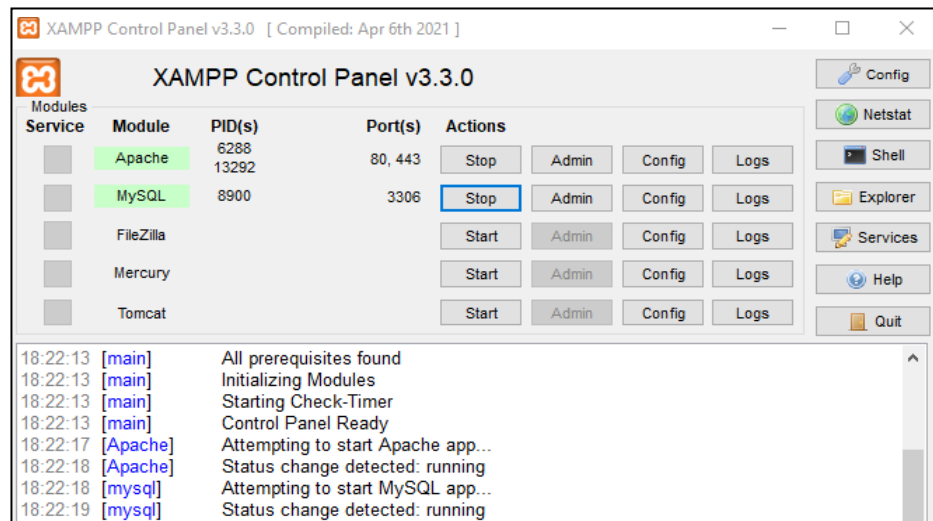 XAMPP Control Panel v3.3.0 [ Compiled: Apr 6th 2021 ]
XAMPP Control Panel v3.3.0
Config
Modules
Service Module PID(s) Port(s) Actions
Netstat
Apache 6288 13292 80, 443 Stop Admin Config Logs
Shell
MySQL 8900 3306 Stop Admin Config Logs
Explorer
FileZilla Start Admin Config Logs
Services
Mercury Start Admin Config Logs
Help
Tomcat Start Admin Config Logs
Quit
18:22:13 [main] All prerequisites found
18:22:13 [main] Initializing Modules
18:22:13 [main] Starting Check-Timer
18:22:13 [main] Control Panel Ready
18:22:17 [Apache] Attempting to start Apache app...
18:22:18 [Apache] Status change detected: running
18:22:18 [mysql] Attempting to start MySQL app...
18:22:19 [mysql] Status change detected: running